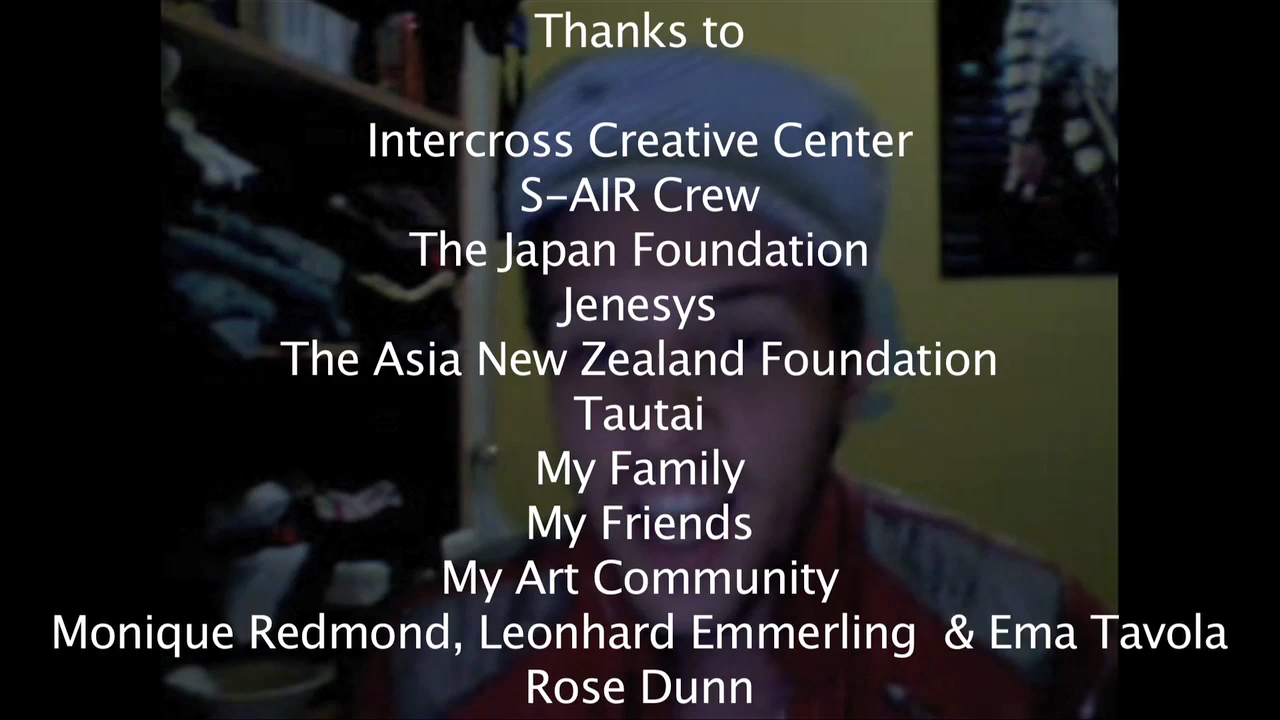 Thanks to
Intercross Creative Center
S-AIR Crew
The Japan Foundation
Jenesys
The Asia New Zealand Foundation
Tautai
My Family
My Friends
My Art Community
Monique Redmond, Leonhard Emmerling & Ema Tavola
Rose Dunn